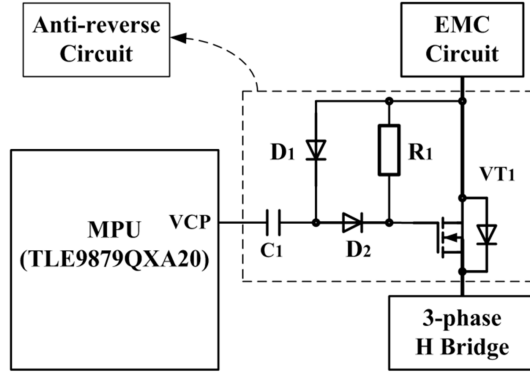 Anti-reverse
Circuit
EMC
Circuit
D1
R1
VT1
MPU
(TLE9879QXA20)
VCP
C1
D2
3-phase
H Bridge